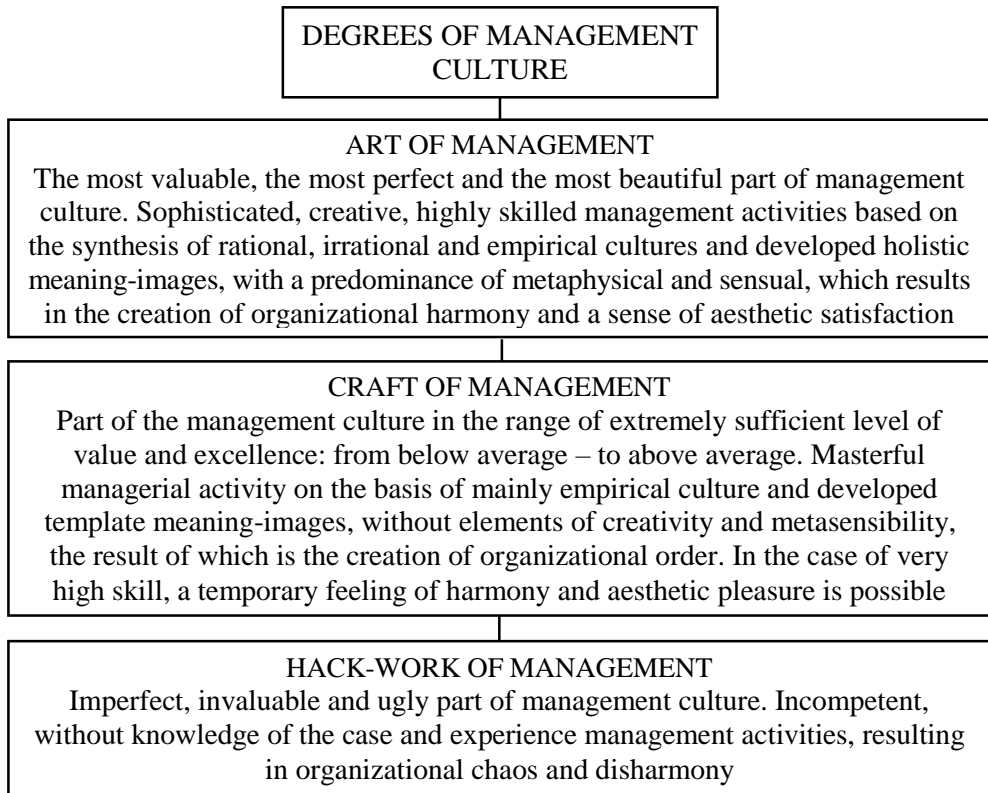 DEGREES OF MANAGEMENT
CULTURE
ART OF MANAGEMENT
The most valuable, the most perfect and the most beautiful part of management
culture. Sophisticated, creative, highly skilled management activities based on
the synthesis of rational, irrational and empirical cultures and developed holistic
meaning-images, with a predominance of metaphysical and sensual, which results
in the creation of organizational harmony and a sense of aesthetic satisfaction
CRAFT OF MANAGEMENT
Part of the management culture in the range of extremely sufficient level of
value and excellence: from below average – to above average. Masterful
managerial activity on the basis of mainly empirical culture and developed
template meaning-images, without elements of creativity and metasensibility,
the result of which is the creation of organizational order. In the case of very
high skill, a temporary feeling of harmony and aesthetic pleasure is possible
HACK-WORK OF MANAGEMENT
Imperfect, invaluable and ugly part of management culture. Incompetent,
without knowledge of the case and experience management activities, resulting
in organizational chaos and disharmony